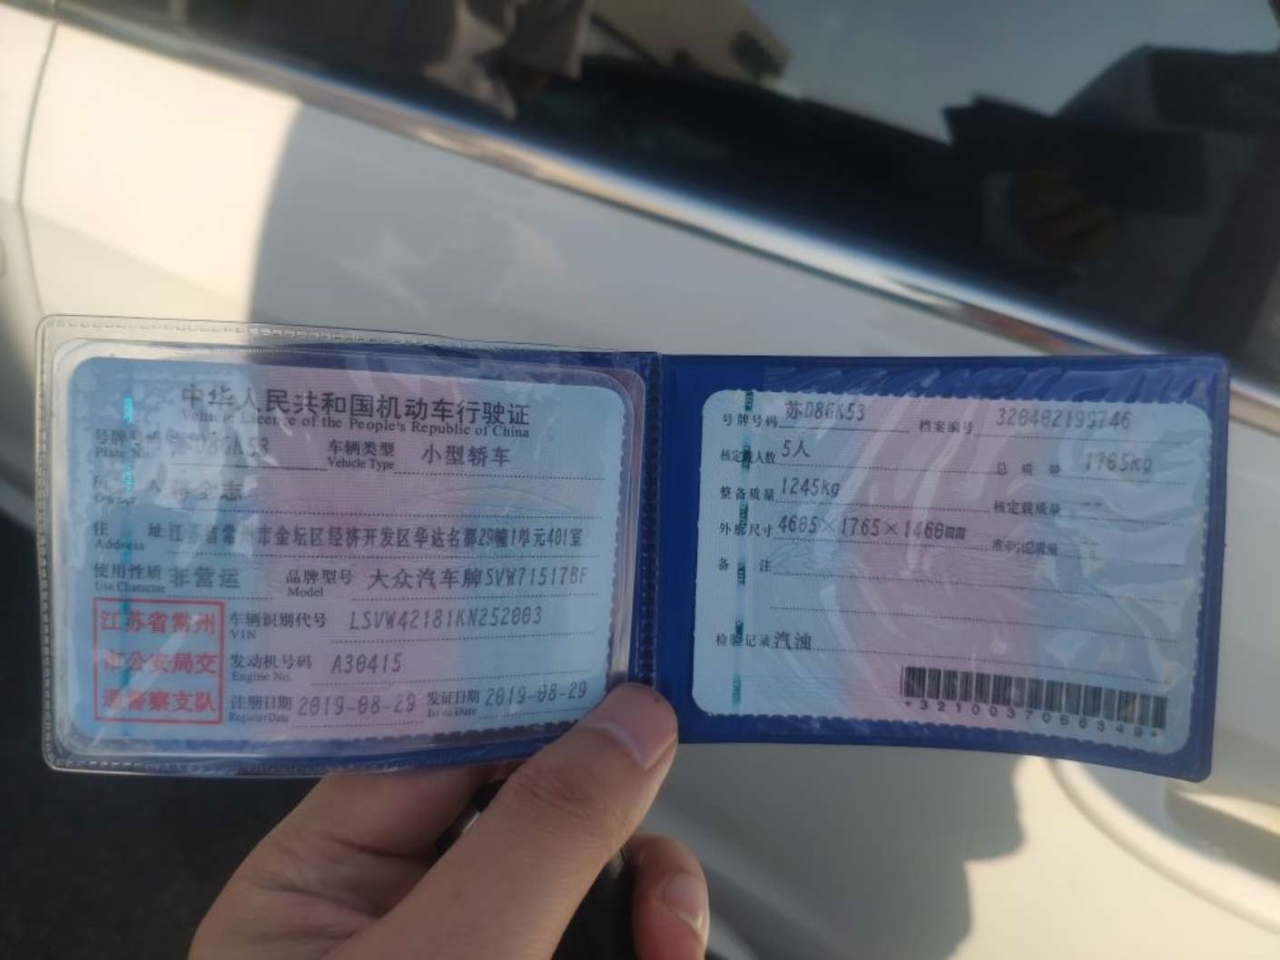 中华人民共和国机动车行驶证
Vehicle License of the People's Republic of China
号牌号码
Plate No.
车辆类型 小型轿车
Vehicle Type
Owner
住 址 江苏省常州市金坛区经济开发区华达名都29幢1单元401室
Address
使用性质 非营运 品牌型号 大众汽车牌SVW71517BF
Use Character Model
江苏省常州
市公安局交
通警察支队
车辆识别代号 LSVW42181KN252003
VIN
发动机号码 A30415
Engine No.
注册日期 2019-08-29 发证日期 2019-08-29
Register Date Issue Date
号牌号码 苏D86K53 档案编号 320402199746
核定载人数 5人 总 质 量
整备质量 1245kg 核定载质量 --
外廓尺寸 4605×1765×1460mm 准牵引总质量 --
备 注
检验记录 汽油
*3210037066349*